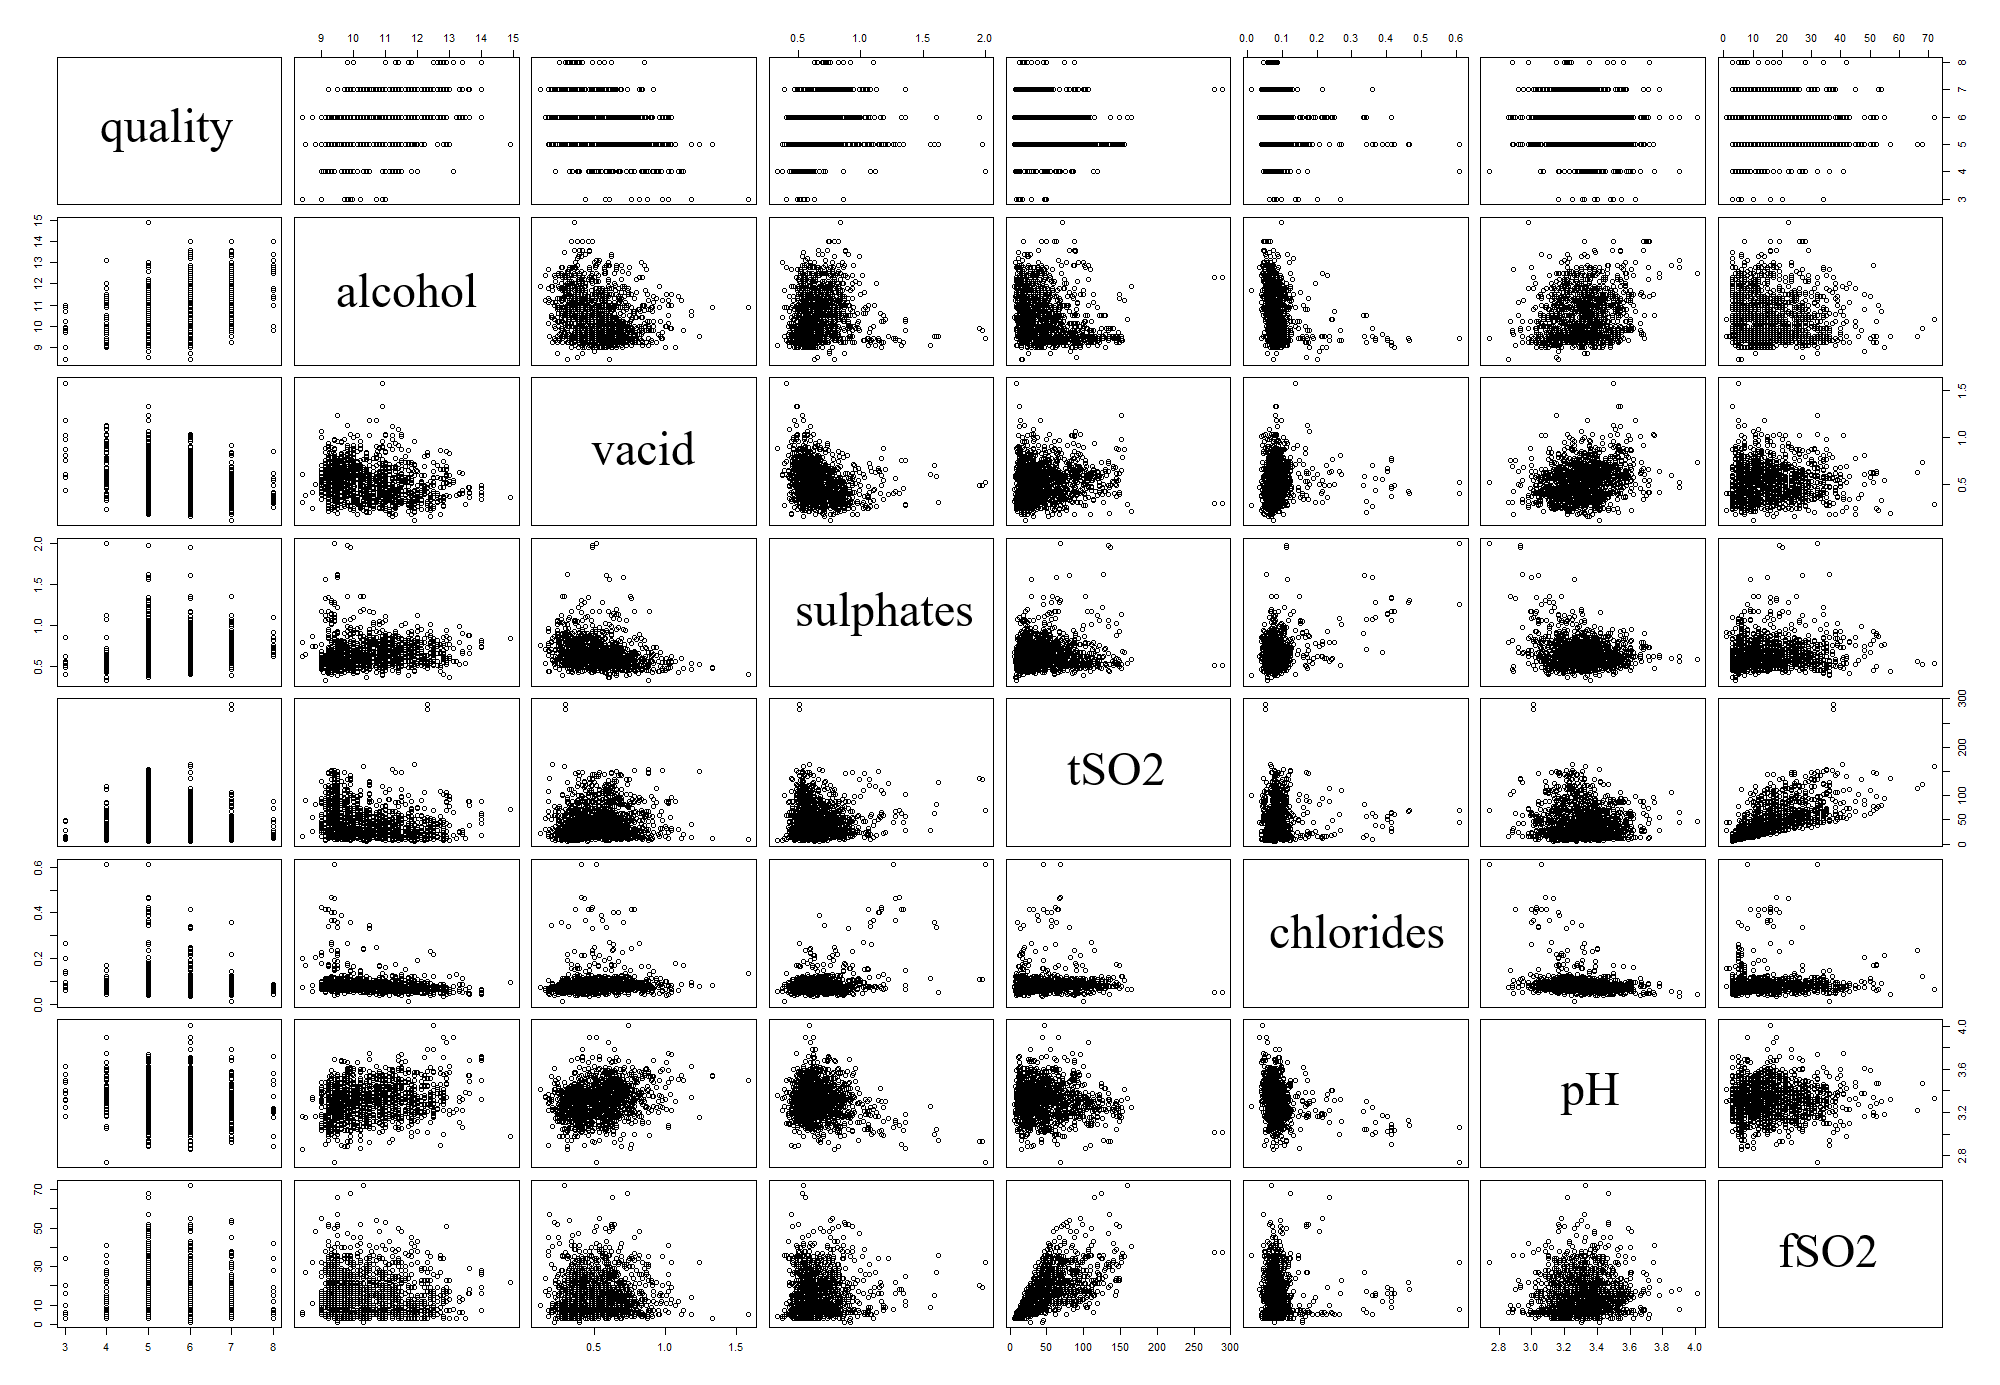 9 10 11 12 13 14 15
0.5 1.0 1.5 2.0
0.0 0.1 0.2 0.3 0.4 0.5 0.6
0 10 20 30 40 50 60 70
quality
3 4 5 6 7 8
9 10 11 12 13 14 15
alcohol
vacid
0.5 1.0 1.5
0.5 1.0 1.5 2.0
sulphates
tSO2
0 50 100 200 300
0.0 0.2 0.4 0.6
chlorides
pH
2.8 3.2 3.6 4.0
0 10 30 50 70
fSO2
3 4 5 6 7 8
0.5 1.0 1.5
0 50 100 150 200 250 300
2.8 3.0 3.2 3.4 3.6 3.8 4.0